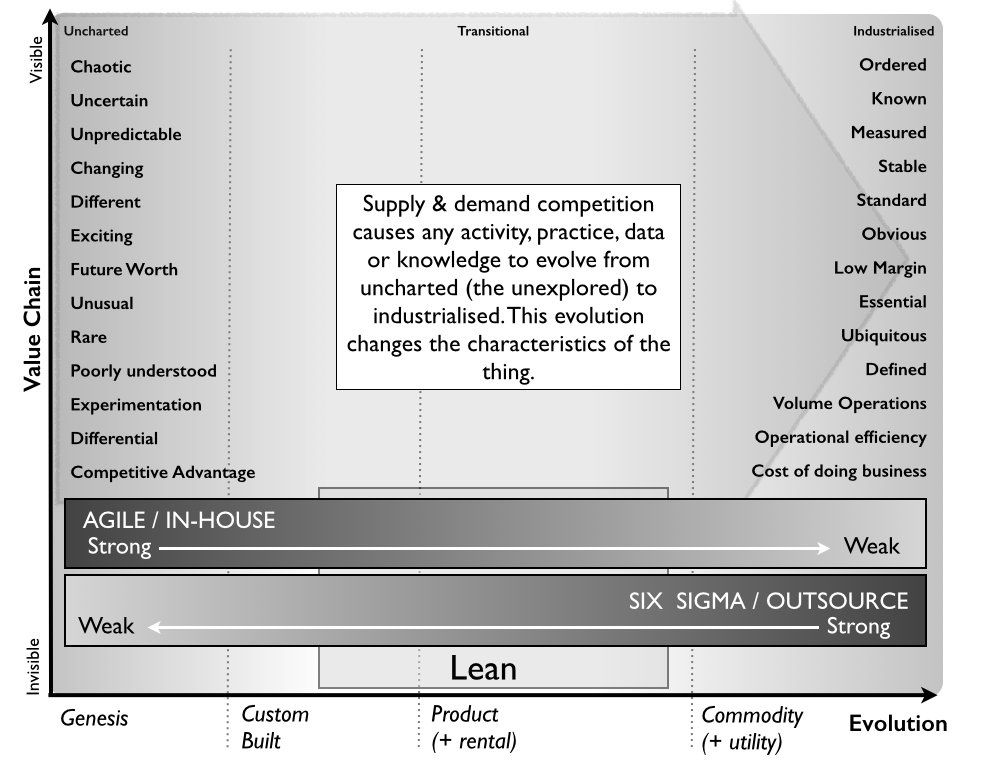 Uncharted
Transitional
Industrialised
Visible
Value Chain
Invisible
Chaotic
Uncertain
Unpredictable
Changing
Different
Exciting
Future Worth
Unusual
Rare
Poorly understood
Experimentation
Differential
Competitive Advantage
Supply & demand competition
causes any activity, practice, data
or knowledge to evolve from
uncharted (the unexplored) to
industrialised. This evolution
changes the characteristics of the
thing.
Ordered
Known
Measured
Stable
Standard
Obvious
Low Margin
Essential
Ubiquitous
Defined
Volume Operations
Operational efficiency
Cost of doing business
AGILE / IN-HOUSE
Strong
Weak
SIX SIGMA / OUTSOURCE
Weak
Strong
Lean
Genesis
Custom
Built
Product
(+ rental)
Commodity
(+ utility)
Evolution